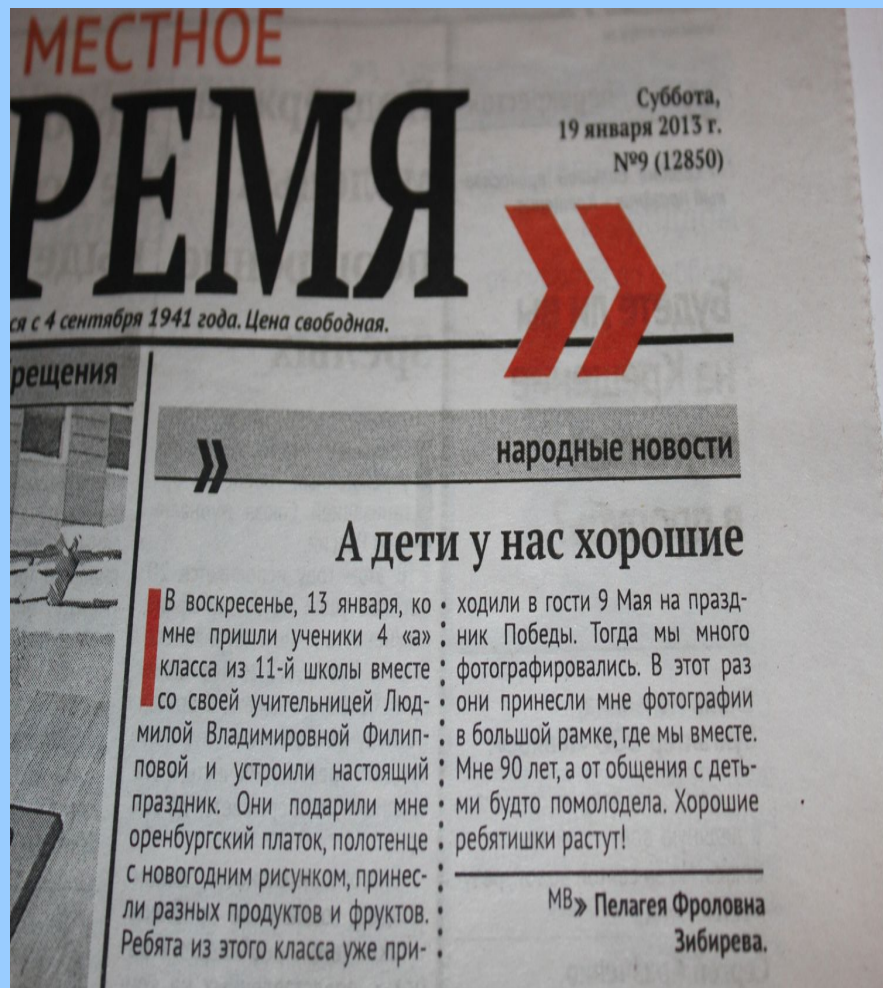 МЕСТНОЕ
РЕМЯ
Суббота,
19 января 2013 г.
№9 (12850)
ся с 4 сентября 1941 года. Цена свободная.
рещения
» народные новости
А дети у нас хорошие
В воскресенье, 13 января, ко
мне пришли ученики 4 «а»
класса из 11-й школы вместе
со своей учительницей Люд-
милой Владимировной Филип-
повой и устроили настоящий
праздник. Они подарили мне
оренбургский платок, полотенце
с новогодним рисунком, принес-
ли разных продуктов и фруктов.
Ребята из этого класса уже при-
ходили в гости 9 Мая на празд-
ник Победы. Тогда мы много
фотографировались. В этот раз
они принесли мне фотографии
в большой рамке, где мы вместе.
Мне 90 лет, а от общения с деть-
ми будто помолодела. Хорошие
ребятишки растут!
МВ» Пелагея Фроловна
Зибирева.